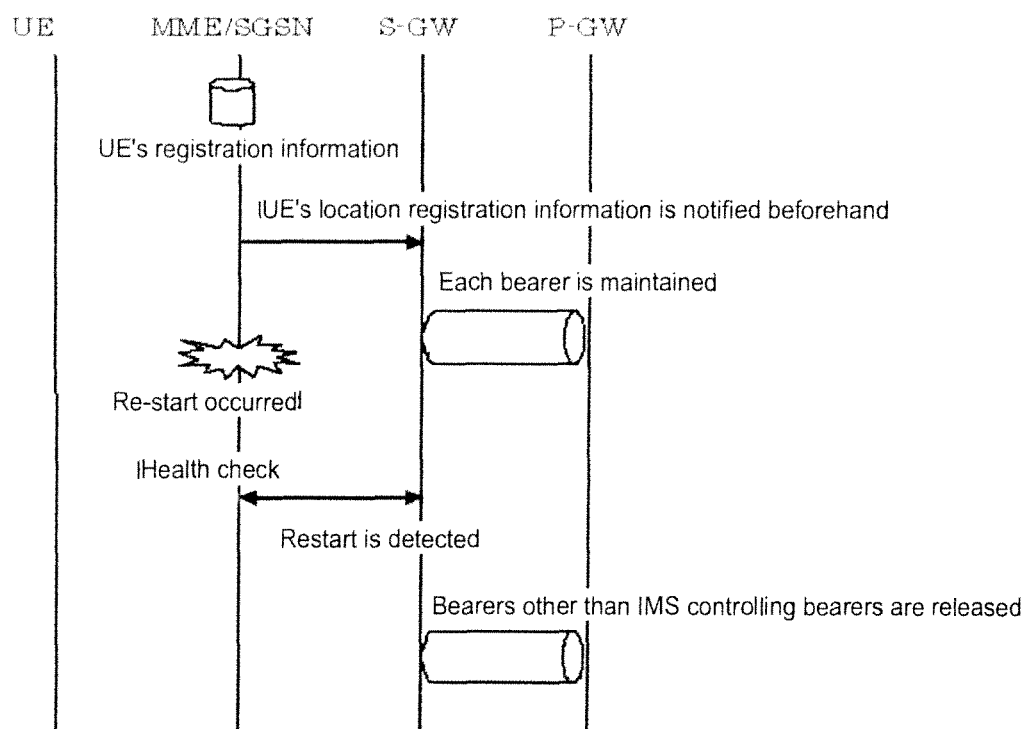 UE MME/SGSN S-GW P-GW
UE's registration information
UE's location registration information is notified beforehand
Each bearer is maintained
Re-start occurred
Health check
Restart is detected
Bearers other than IMS controlling bearers are released